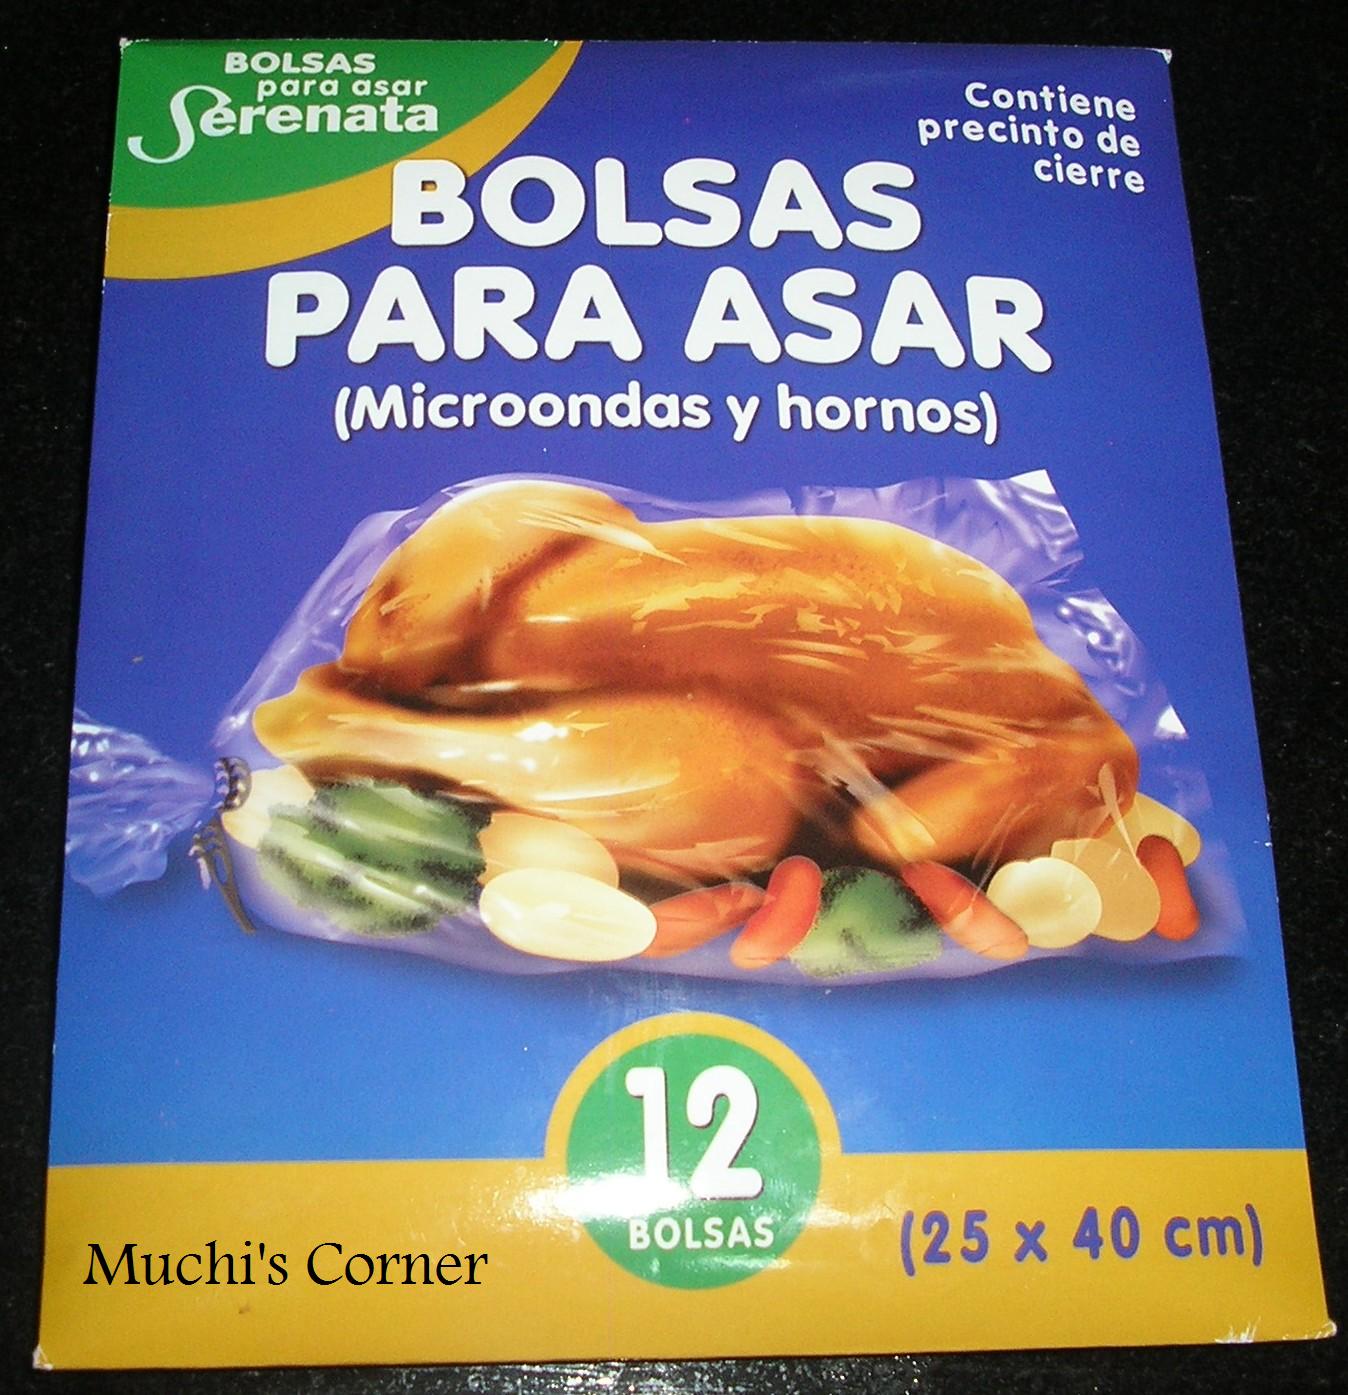 BOLSAS
para asar
Serenata
Contiene
precinto de
cierre
BOLSAS
PARA ASAR
(Microondas y hornos)
12
BOLSAS
(25 x 40 cm)
Muchi's Corner